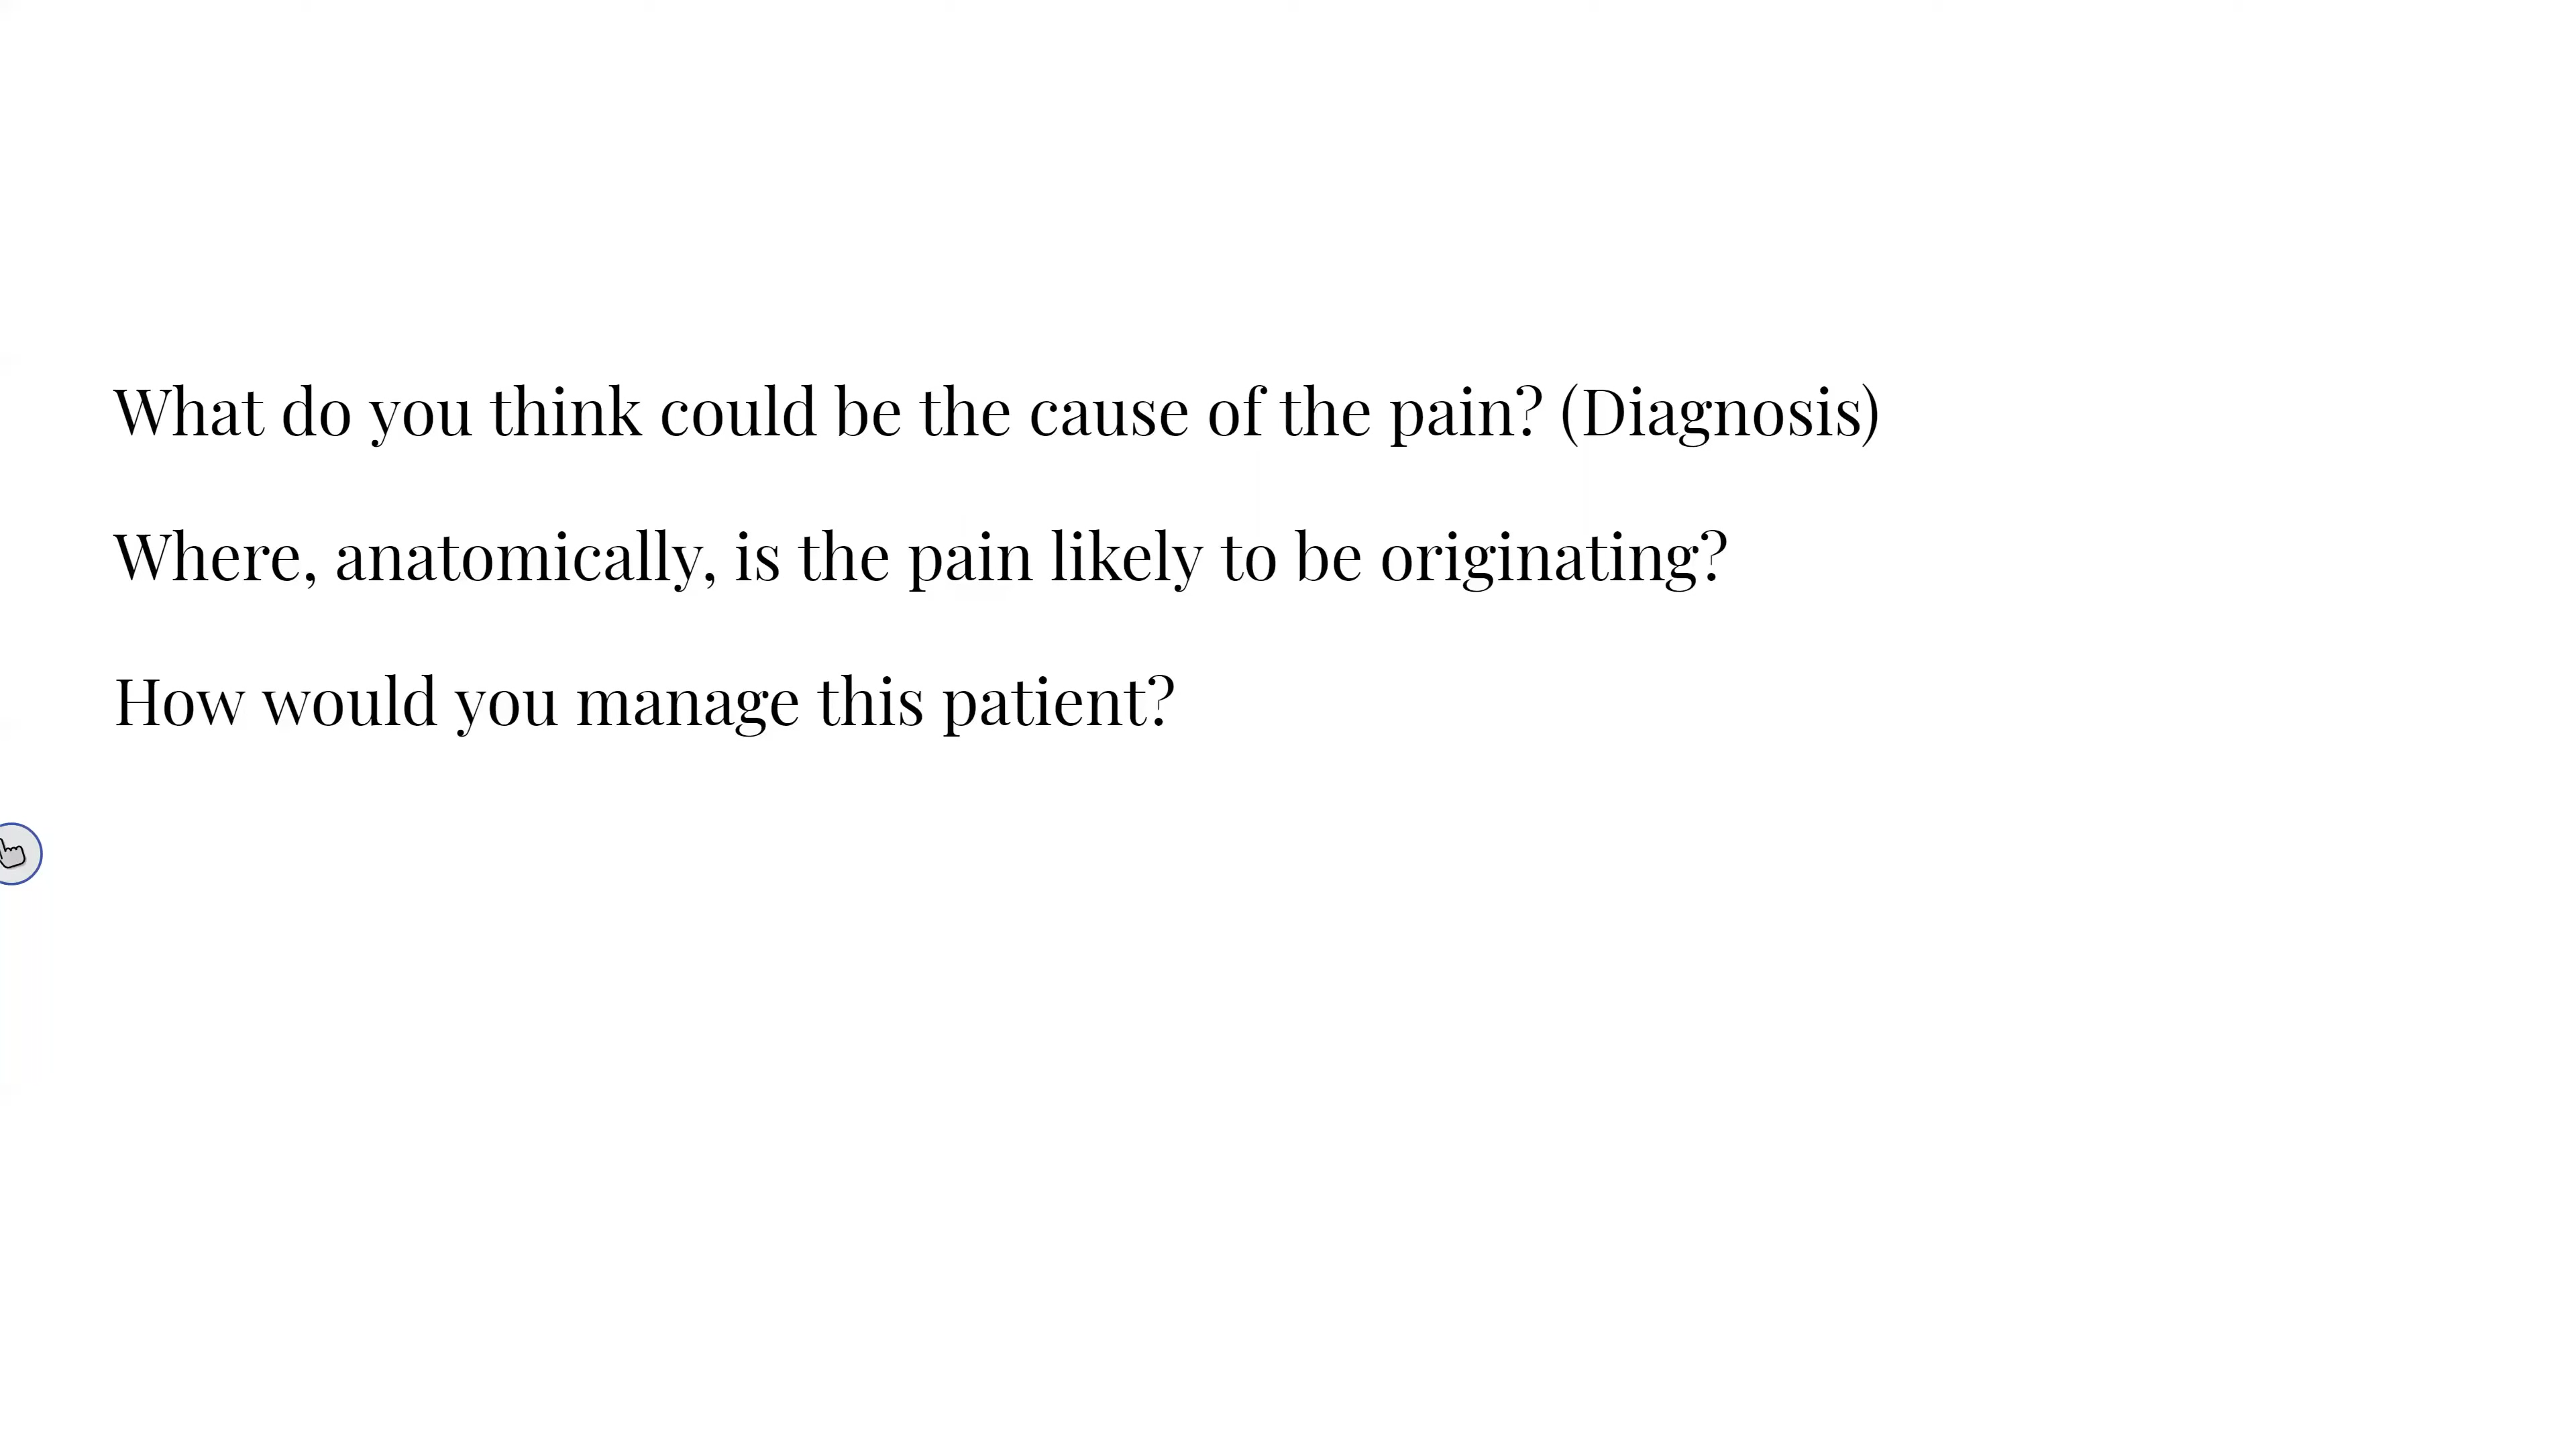 What do you think could be the cause of the pain? (Diagnosis)
Where, anatomically, is the pain likely to be originating?
How would you manage this patient?